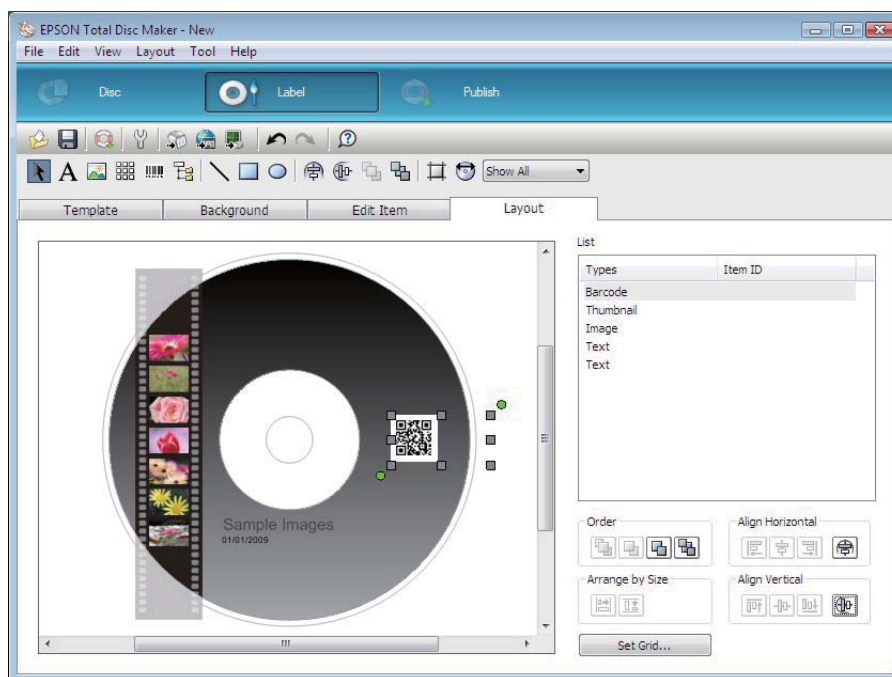 EPSON Total Disc Maker - New
File Edit View Layout Tool Help
Disc Label Publish
A Show All
Template Background Edit Item Layout
List
Types Item ID
Barcode
Thumbnail
Image
Text
Text
Sample Images
01/01/2009
Order Align Horizontal
Arrange by Size Align Vertical
Set Grid...